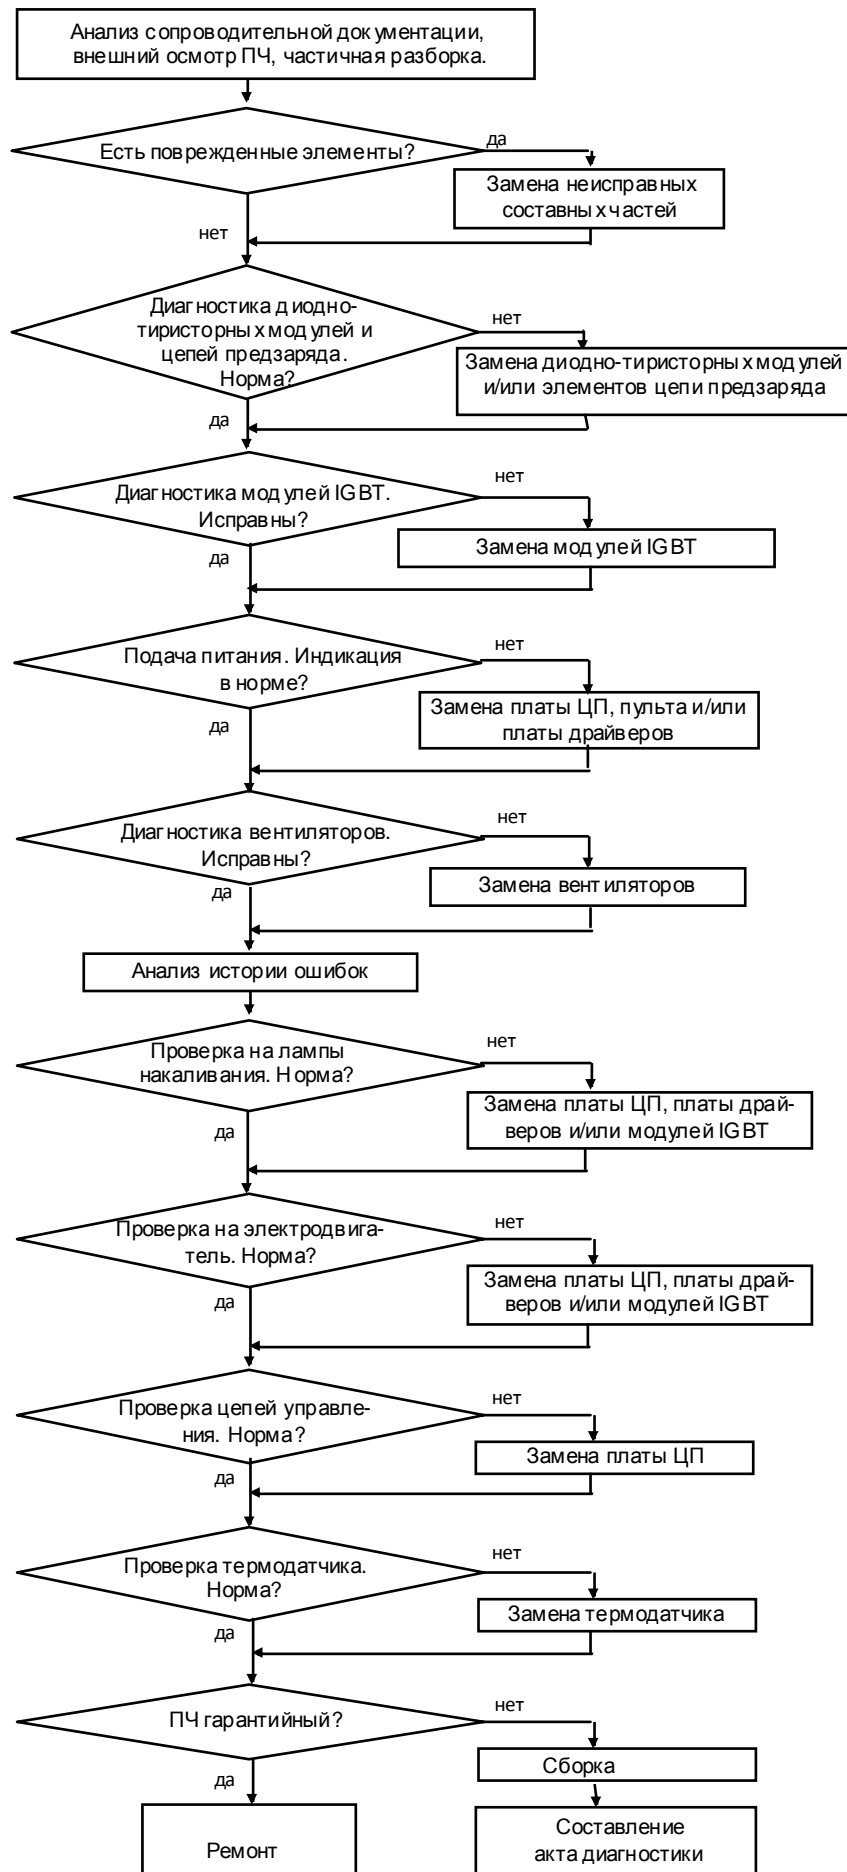 Анализ сопроводительной документации,
внешний осмотр ПЧ, частичная разборка.
Есть поврежденные элементы?
да
Замена неисправных
составных частей
нет
Диагностика диодно-
тиристорных модулей и
цепей предзаряда.
Норма?
нет
Замена диодно-тиристорных модулей
и/или элементов цепи предзаряда
да
Диагностика модулей IGBT.
Исправны?
нет
Замена модулей IGBT
да
Подача питания. Индикация
в норме?
нет
Замена платы ЦП, пульта и/или
платы драйверов
да
Диагностика вентиляторов.
Исправны?
нет
Замена вентиляторов
да
Анализ истории ошибок
Проверка на лампы
накаливания. Норма?
нет
Замена платы ЦП, платы драй-
веров и/или модулей IGBT
да
Проверка на электродвига-
тель. Норма?
нет
Замена платы ЦП, платы драй-
веров и/или модулей IGBT
да
Проверка цепей управле-
ния. Норма?
нет
Замена платы ЦП
да
Проверка термодатчика.
Норма?
нет
Замена термодатчика
да
ПЧ гарантийный?
нет
Сборка
да
Ремонт
Составление
акта диагностики